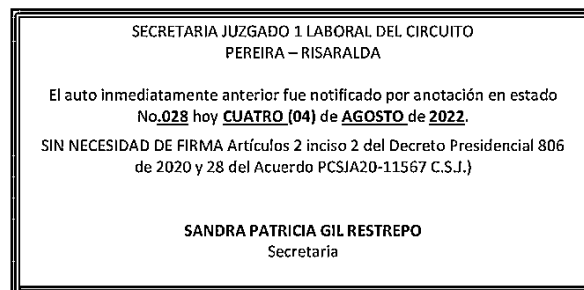 SECRETARIA JUZGADO 1 LABORAL DEL CIRCUITO
PEREIRA – RISARALDA
El auto inmediatamente anterior fue notificado por anotación en estado
No.028 hoy CUATRO (04) de AGOSTO de 2022.
SIN NECESIDAD DE FIRMA Artículos 2 inciso 2 del Decreto Presidencial 806
de 2020 y 28 del Acuerdo PCSJA20-11567 C.S.J.)
SANDRA PATRICIA GIL RESTREPO
Secretaria